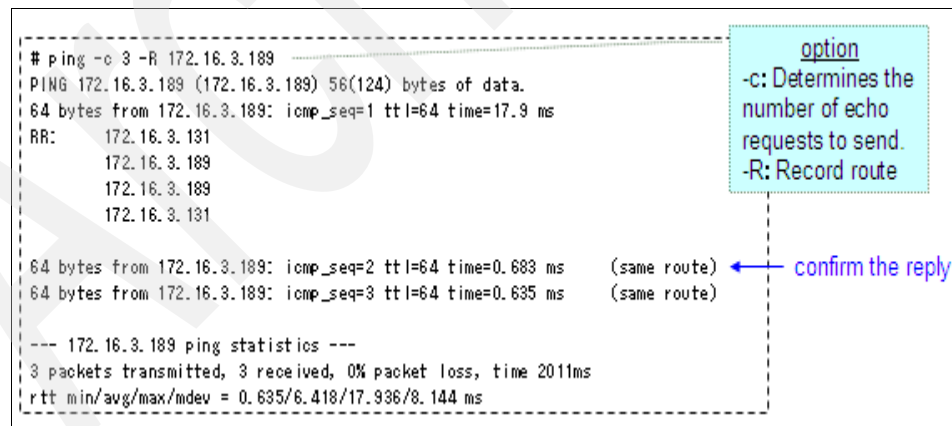 # ping -c 3 -R 172.16.3.189
PING 172.16.3.189 (172.16.3.189) 56(124) bytes of data.
64 bytes from 172.16.3.189: icmp_seq=1 ttl=64 time=17.9 ms
RR: 172.16.3.131
172.16.3.189
172.16.3.189
172.16.3.131
64 bytes from 172.16.3.189: icmp_seq=2 ttl=64 time=0.683 ms (same route)
64 bytes from 172.16.3.189: icmp_seq=3 ttl=64 time=0.635 ms (same route)
--- 172.16.3.189 ping statistics ---
3 packets transmitted, 3 received, 0% packet loss, time 2011ms
rtt min/avg/max/mdev = 0.635/6.418/17.936/8.144 ms
option
-c: Determines the
number of echo
requests to send.
-R: Record route
confirm the reply